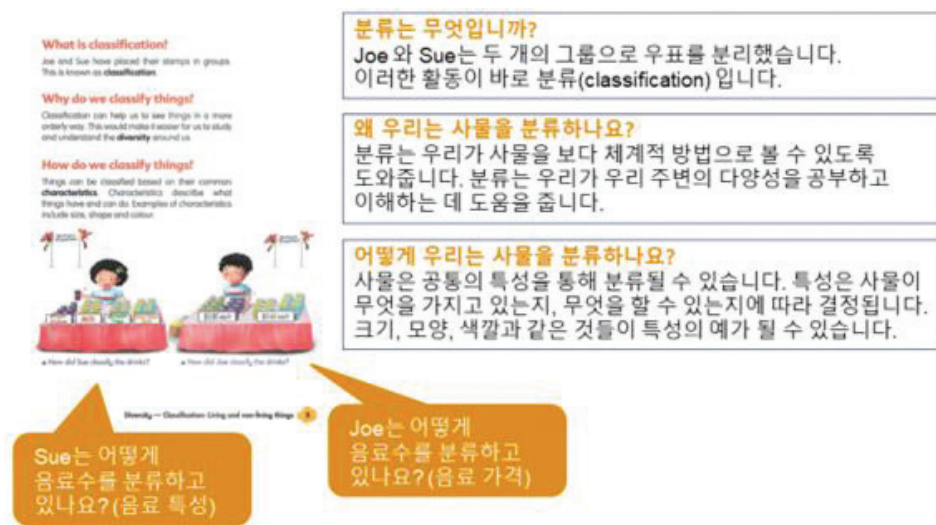 What is classification?
Joe and Sue have placed their stamps in groups.
This is known as classification.
Why do we classify things?
Classification can help us to see things in a more
orderly way. This would make it easier for us to study
and understand the diversity around us.
How do we classify things?
Things can be classified based on their common
characteristics. Characteristics describe what
things have and can do. Examples of characteristics
include size, shape and colour.
How did Sue classify the drinks?
How did Joe classify the drinks?
Diversity — Classification: Living and non-living things
분류는 무엇입니까?
Joe 와 Sue는 두 개의 그룹으로 우표를 분리했습니다.
이러한 활동이 바로 분류(classification) 입니다.
왜 우리는 사물을 분류하나요?
분류는 우리가 사물을 보다 체계적 방법으로 볼 수 있도록
도와줍니다. 분류는 우리가 우리 주변의 다양성을 공부하고
이해하는 데 도움을 줍니다.
어떻게 우리는 사물을 분류하나요?
사물은 공통의 특성을 통해 분류될 수 있습니다. 특성은 사물이
무엇을 가지고 있는지, 무엇을 할 수 있는지에 따라 결정됩니다.
크기, 모양, 색깔과 같은 것들이 특성의 예가 될 수 있습니다.
Sue는 어떻게
음료수를 분류하고
있나요? (음료 특성)
Joe는 어떻게
음료수를 분류하고
있나요? (음료 가격)